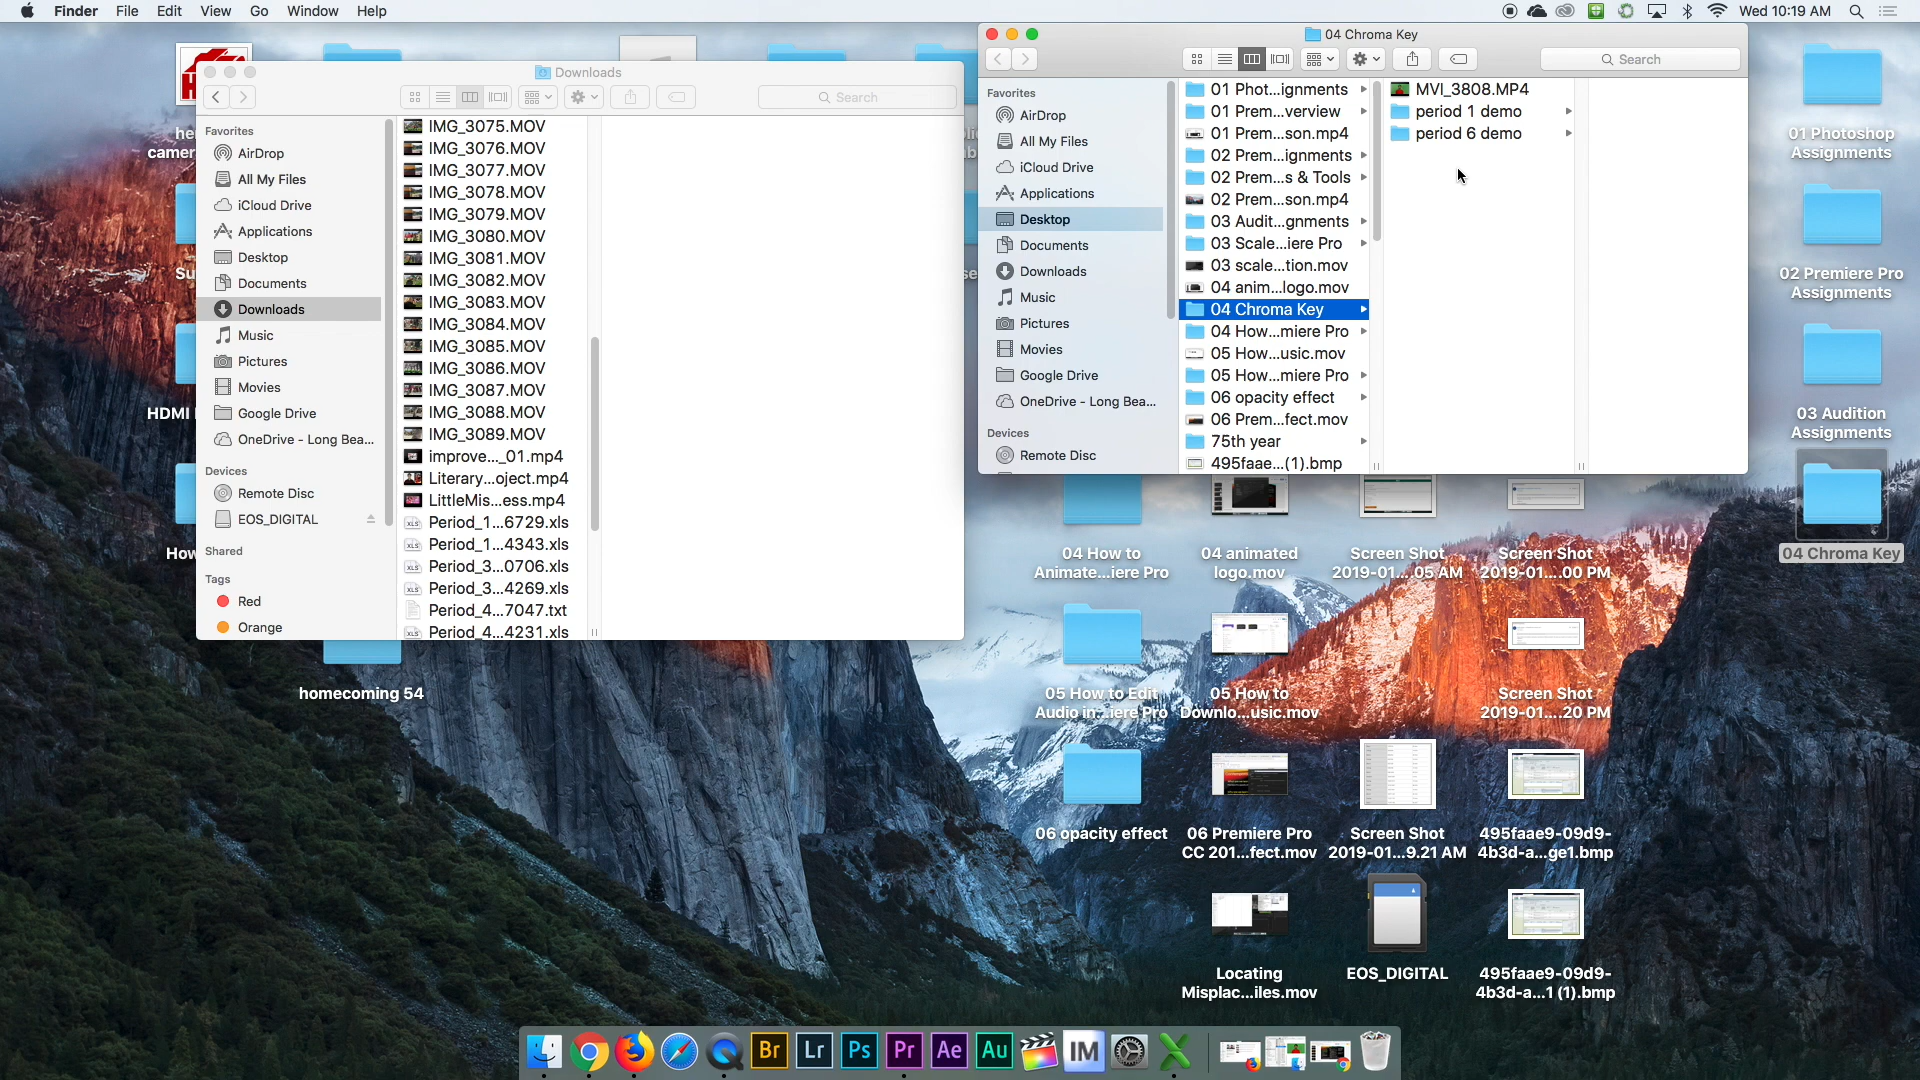 Finder File Edit View Go Window Help
Wed 10:19 AM
Downloads
Search
Favorites
AirDrop
All My Files
iCloud Drive
Applications
Desktop
Documents
Downloads
Music
Pictures
Movies
Google Drive
OneDrive - Long Bea...
Devices
Remote Disc
EOS_DIGITAL
Shared
Tags
Red
Orange
IMG_3075.MOV
IMG_3076.MOV
IMG_3077.MOV
IMG_3078.MOV
IMG_3079.MOV
IMG_3080.MOV
IMG_3081.MOV
IMG_3082.MOV
IMG_3083.MOV
IMG_3084.MOV
IMG_3085.MOV
IMG_3086.MOV
IMG_3087.MOV
IMG_3088.MOV
IMG_3089.MOV
improve..._01.mp4
Literary...oject.mp4
LittleMis...ess.mp4
Period_1...6729.xls
Period_1...4343.xls
Period_3...0706.xls
Period_3...4269.xls
Period_4...7047.txt
Period_4...4231.xls
04 Chroma Key
Search
Favorites
AirDrop
All My Files
iCloud Drive
Applications
Desktop
Documents
Downloads
Music
Pictures
Movies
Google Drive
OneDrive - Long Bea...
Devices
Remote Disc
01 Phot...ignments
01 Prem...verview
01 Prem...son.mp4
02 Prem...ignments
02 Prem...s & Tools
02 Prem...son.mp4
03 Audit...gnments
03 Scale...iere Pro
03 scale...tion.mov
04 anim...logo.mov
04 Chroma Key
04 How...miere Pro
05 How...usic.mov
05 How...miere Pro
06 opacity effect
06 Prem...fect.mov
75th year
495faae...(1).bmp
MVI_3808.MP4
period 1 demo
period 6 demo
he
camer
Su
HDMI
How
homecoming 54
01 Photoshop
Assignments
02 Premiere Pro
Assignments
03 Audition
Assignments
04 Chroma Key
04 How to
Animate...iere Pro
04 animated
logo.mov
Screen Shot
2019-01....05 AM
Screen Shot
2019-01....00 PM
05 How to Edit
Audio in...iere Pro
05 How to
Downlo...usic.mov
Screen Shot
2019-01....20 PM
06 opacity effect
06 Premiere Pro
CC 201...fect.mov
Screen Shot
2019-01...9.21 AM
495faae9-09d9-
4b3d-a...ge1.bmp
Locating
Misplac...iles.mov
EOS_DIGITAL
495faae9-09d9-
4b3d-a...1 (1).bmp
Br Lr Ps Pr Ae Au IM